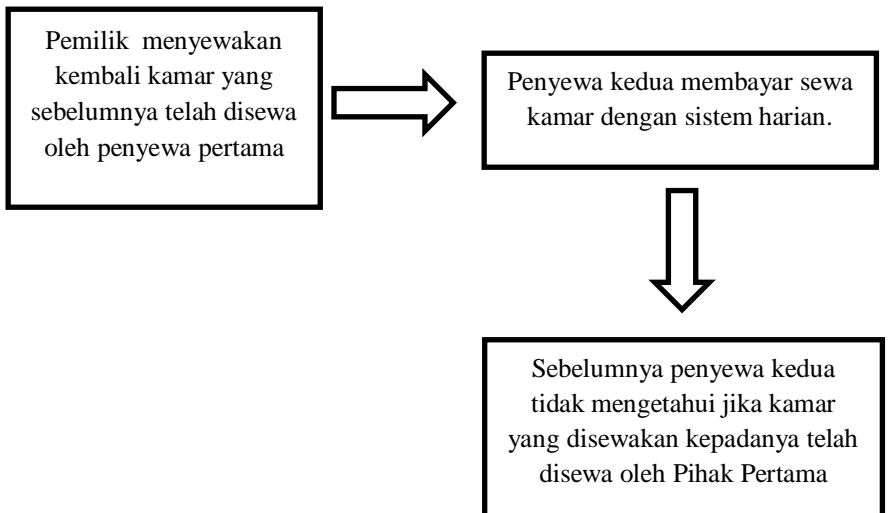 Pemilik menyewakan
kembali kamar yang
sebelumnya telah disewa
oleh penyewa pertama
Penyewa kedua membayar sewa
kamar dengan sistem harian.
Sebelumnya penyewa kedua
tidak mengetahui jika kamar
yang disewakan kepadanya telah
disewa oleh Pihak Pertama